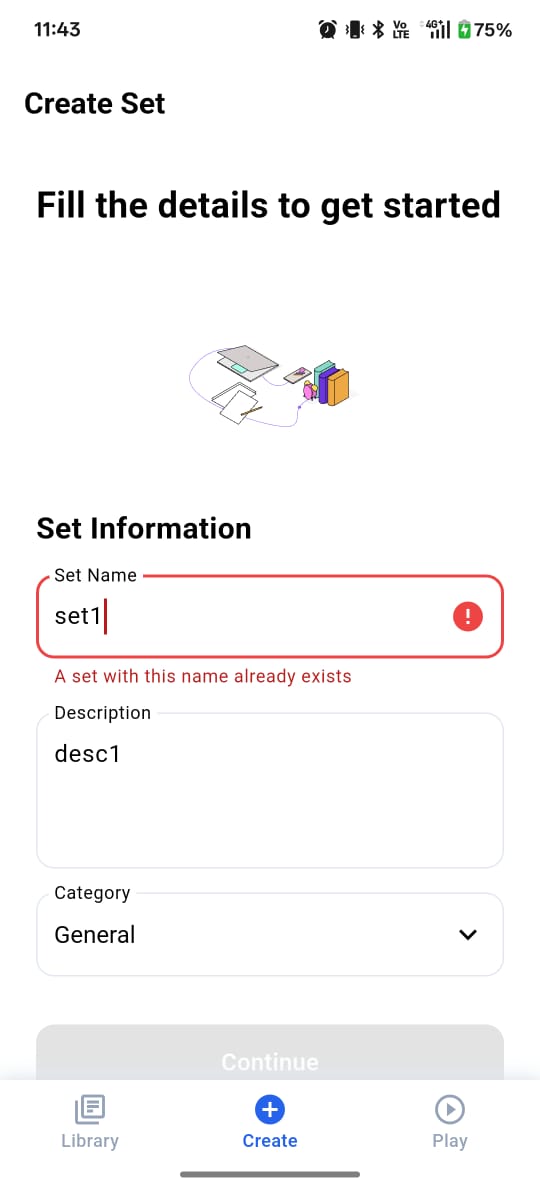 11:43
Vo LTE 4G+ 75%
Create Set
Fill the details to get started
Set Information
Set Name
set1
A set with this name already exists
Description
desc1
Category
General
Continue
Library Create Play